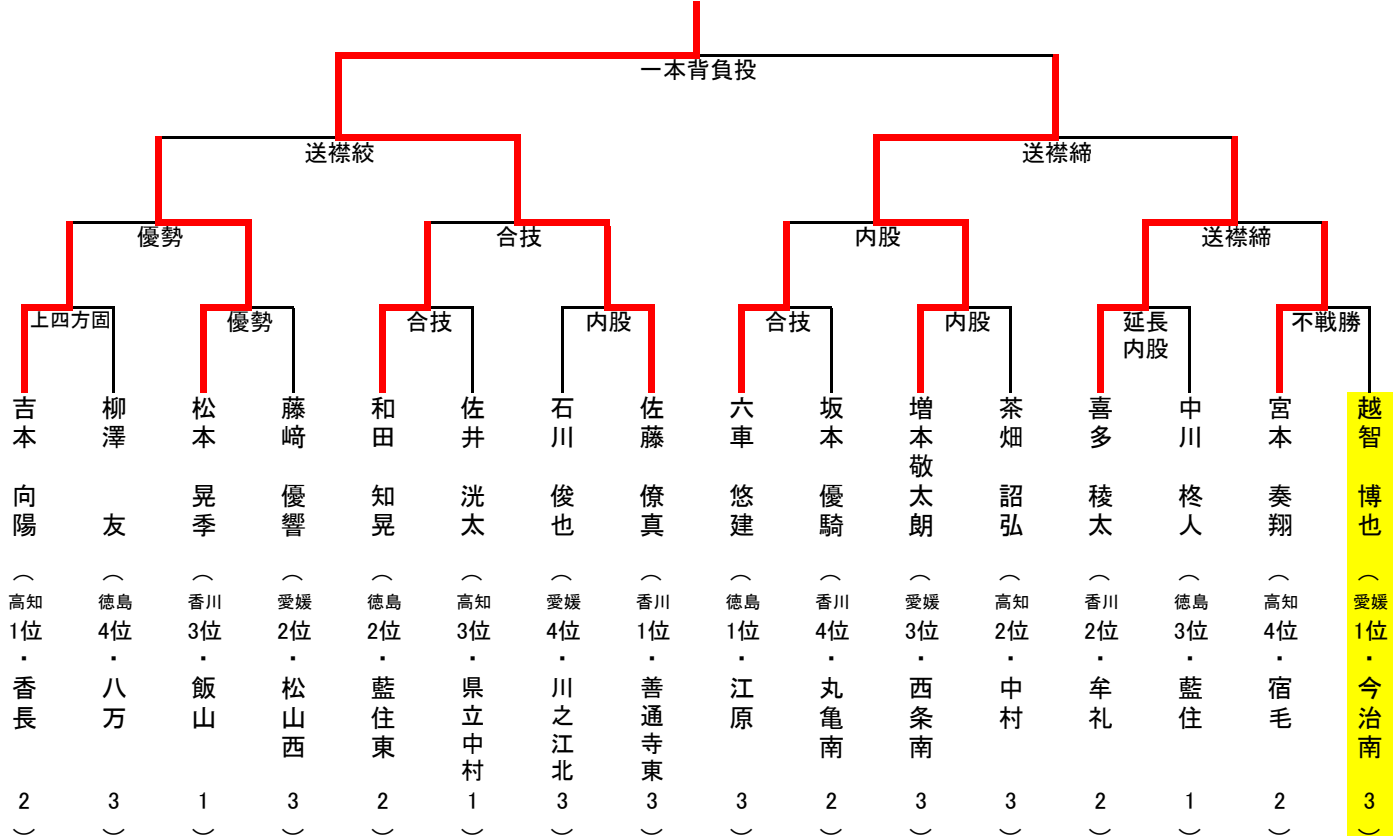 一本背負投
送襟絞
送襟締
優勢
合技
内股
送襟締
上四方固
優勢
合技
内股
合技
内股
延長
内股
不戦勝
吉本 向陽 (高知1位・香長 2)
柳澤 友 (徳島4位・八万 3)
松本 晃季 (香川3位・飯山 1)
藤﨑 優響 (愛媛2位・松山西 3)
和田 知晃 (徳島2位・藍住東 2)
佐井 洸太 (高知3位・県立中村 1)
石川 俊也 (愛媛4位・川之江北 3)
佐藤 僚真 (香川1位・善通寺東 3)
六車 悠建 (徳島1位・江原 3)
坂本 優騎 (香川4位・丸亀南 2)
増本敬太朗 (愛媛3位・西条南 3)
茶畑 詔弘 (高知2位・中村 3)
喜多 稜太 (香川2位・牟礼 2)
中川 柊人 (徳島3位・藍住 1)
宮本 奏翔 (高知4位・宿毛 2)
越智 博也 (愛媛1位・今治南 3)